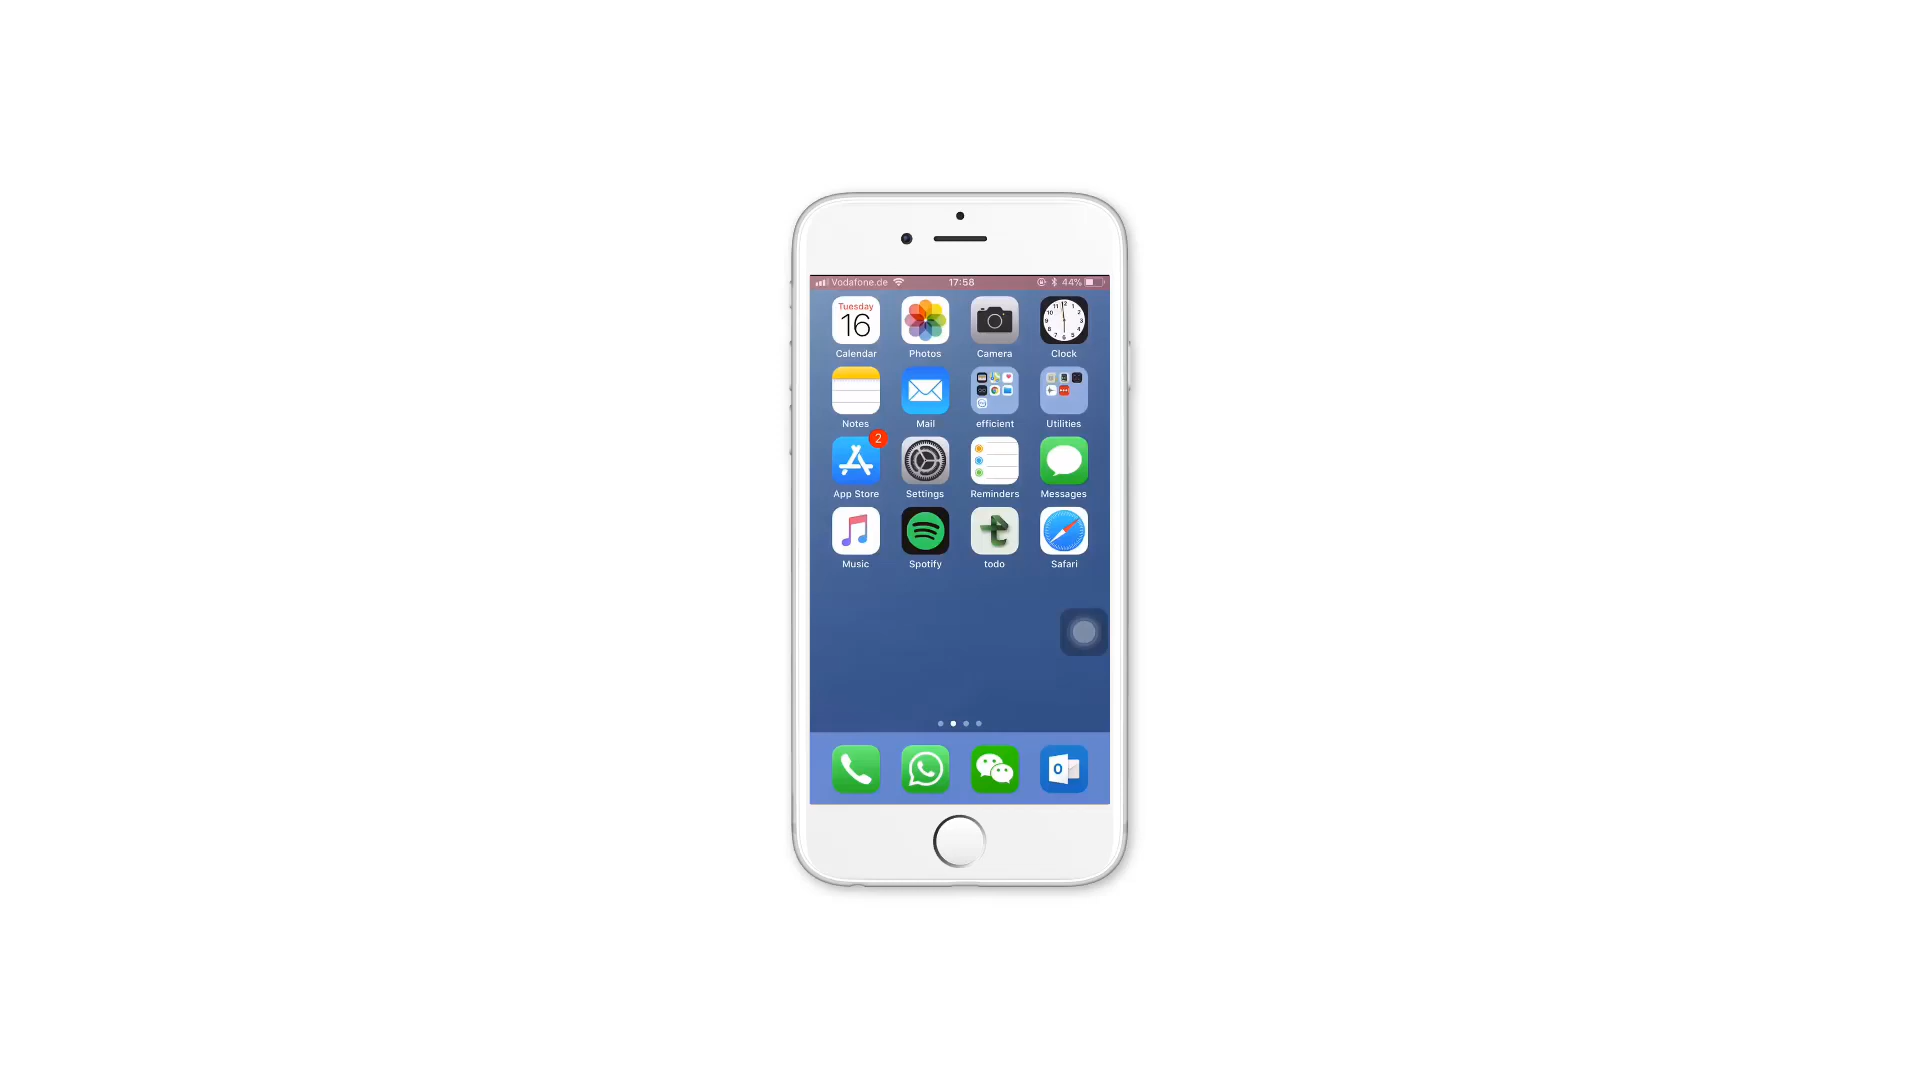 Vodafone.de 17:58 44%
Tuesday
16
Calendar Photos Camera Clock
Notes Mail efficient Utilities
2
App Store Settings Reminders Messages
Music Spotify todo Safari